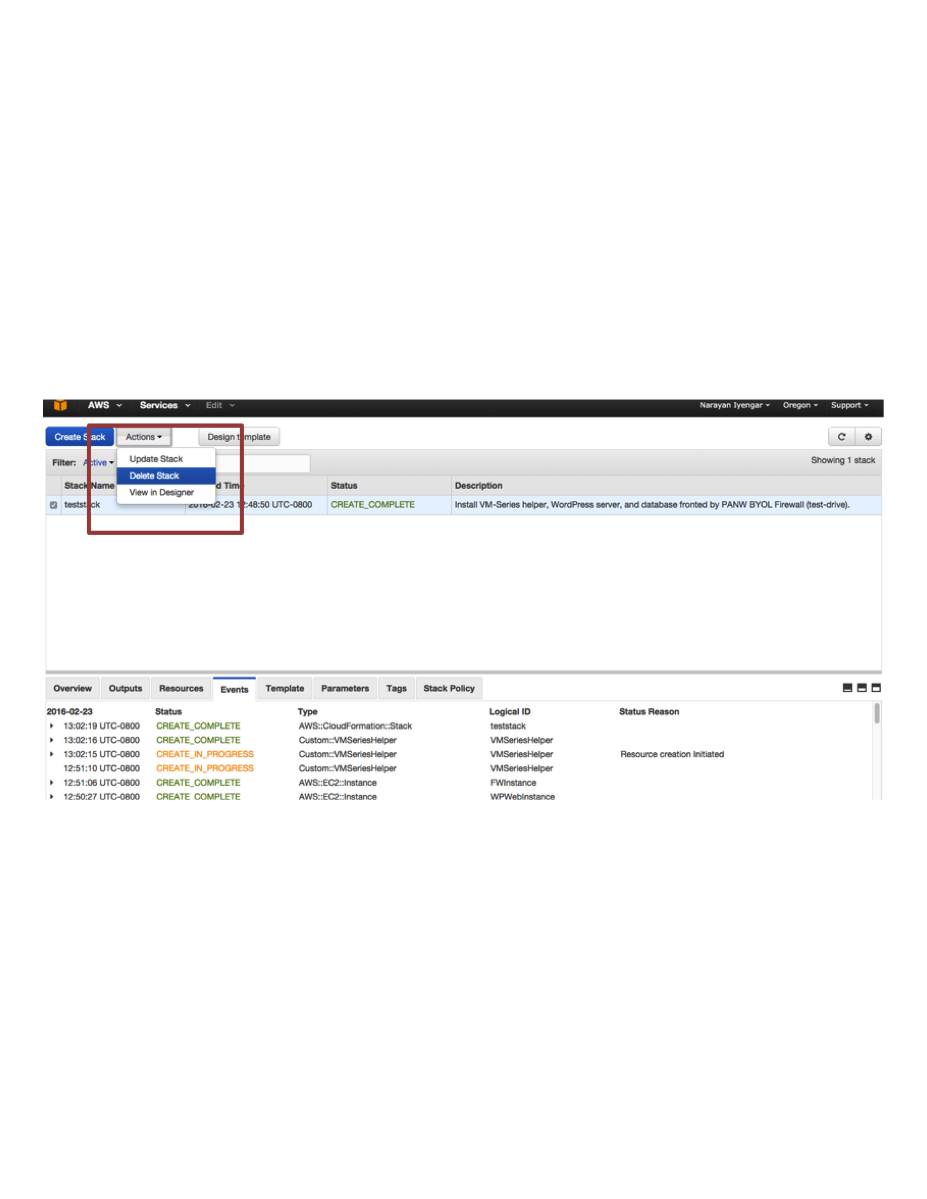 AWS Services Edit Narayan Iyengar Oregon Support
Create Stack Actions Design template
Filter: Active Update Stack Showing 1 stack
Delete Stack
Stack Name d Time Status Description
View in Designer
teststack 2016-02-23 12:48:50 UTC-0800 CREATE_COMPLETE Install VM-Series helper, WordPress server, and database fronted by PANW BYOL Firewall (test-drive).
Overview Outputs Resources Events Template Parameters Tags Stack Policy
2016-02-23 Status Type Logical ID Status Reason
13:02:19 UTC-0800 CREATE_COMPLETE AWS::CloudFormation::Stack teststack
13:02:16 UTC-0800 CREATE_COMPLETE Custom::VMSeriesHelper VMSeriesHelper
13:02:15 UTC-0800 CREATE_IN_PROGRESS Custom::VMSeriesHelper VMSeriesHelper Resource creation Initiated
12:51:10 UTC-0800 CREATE_IN_PROGRESS Custom::VMSeriesHelper VMSeriesHelper
12:51:06 UTC-0800 CREATE_COMPLETE AWS::EC2::Instance FWInstance
12:50:27 UTC-0800 CREATE_COMPLETE AWS::EC2::Instance WPWebInstance